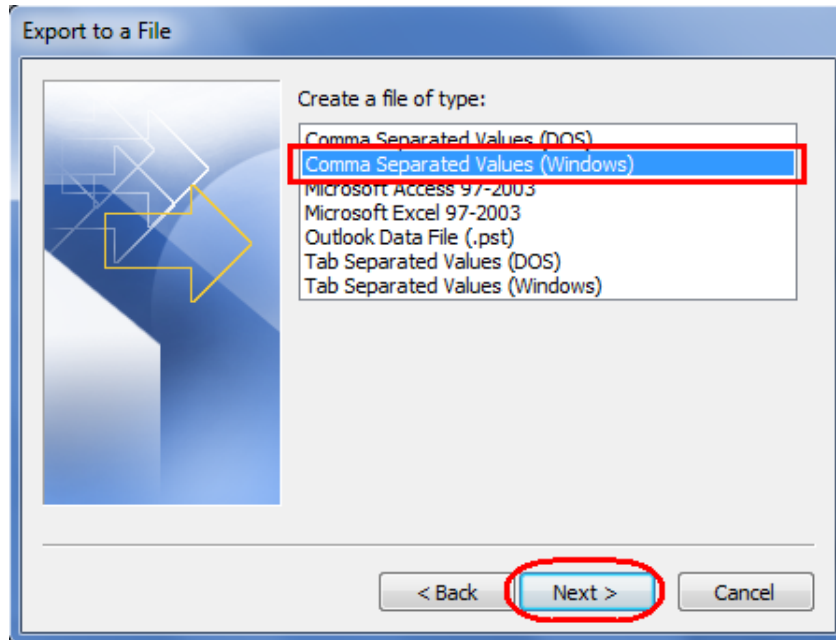 Export to a File
Create a file of type:
Comma Separated Values (DOS)
Comma Separated Values (Windows)
Microsoft Access 97-2003
Microsoft Excel 97-2003
Outlook Data File (.pst)
Tab Separated Values (DOS)
Tab Separated Values (Windows)
< Back Next > Cancel